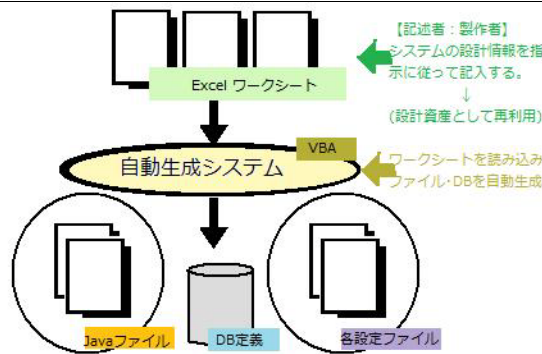 【記述者：製作者】
システムの設計情報を指
示に従って記入する。
↓
(設計資産として再利用)
Excel ワークシート
VBA
自動生成システム
ワークシートを読み込み
ファイル・DBを自動生成
Javaファイル
DB定義
各設定ファイル